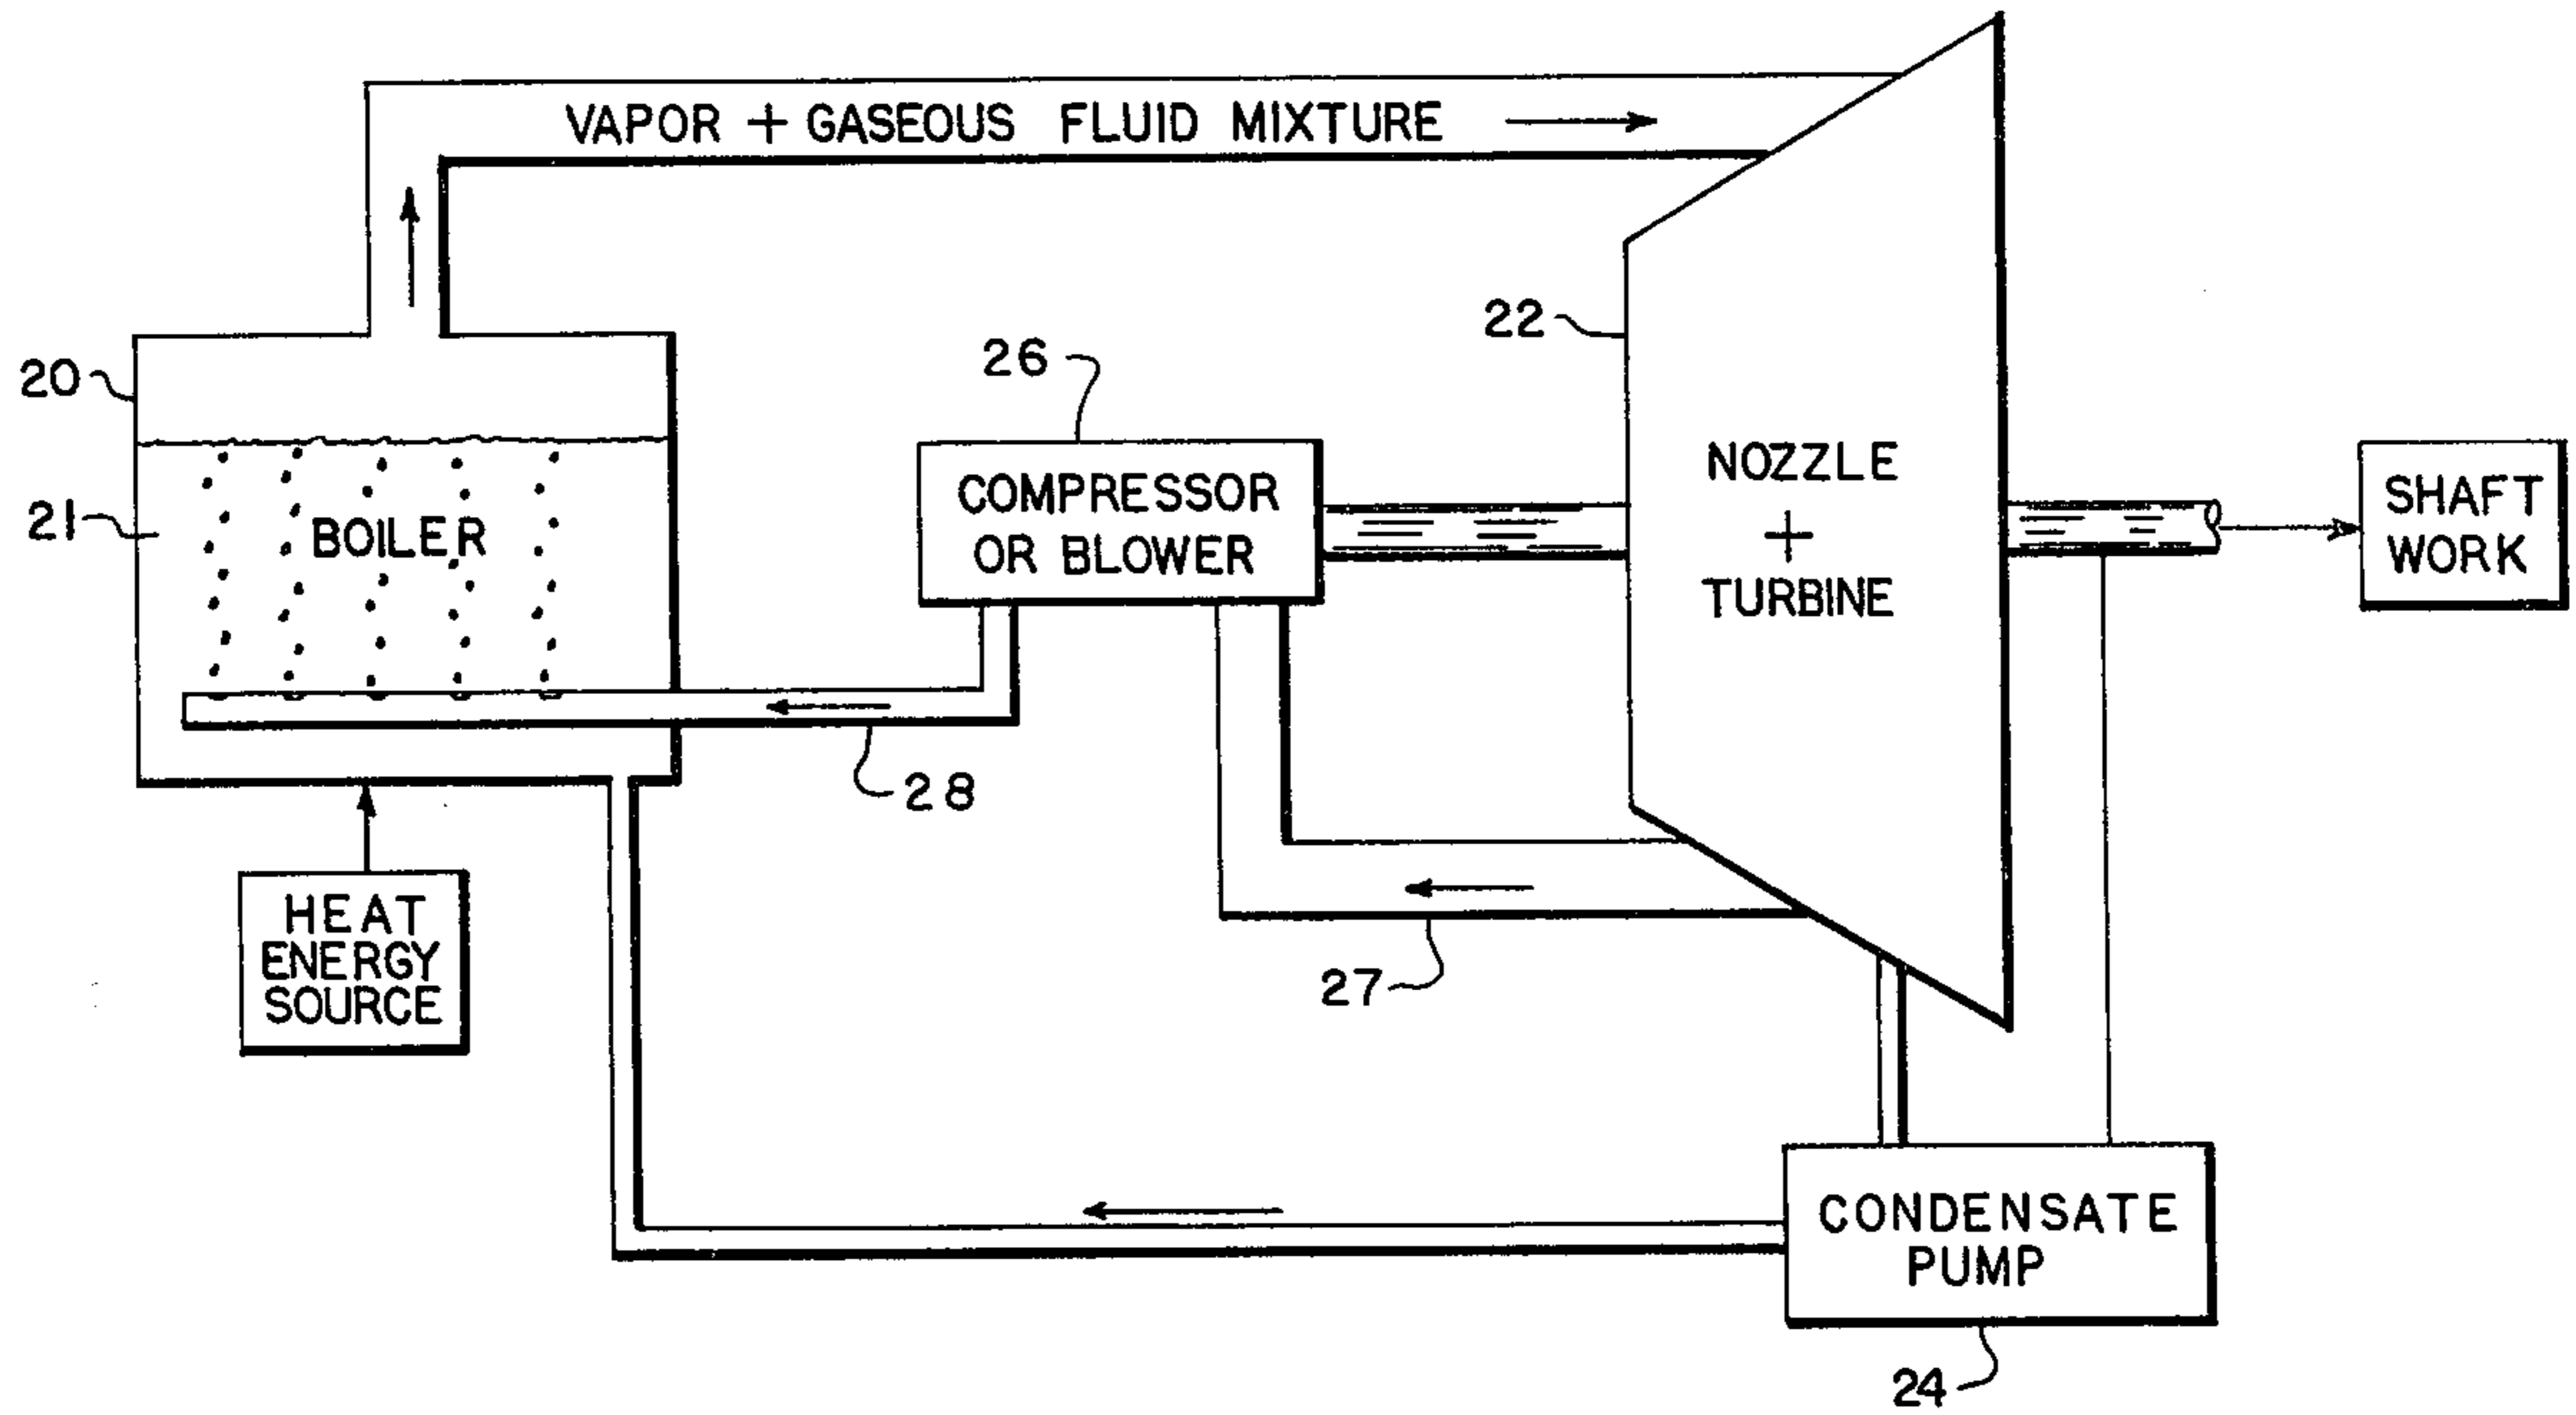 VAPOR + GASEOUS FLUID MIXTURE
20
21
BOILER
26
COMPRESSOR
OR BLOWER
22
NOZZLE
+
TURBINE
SHAFT
WORK
28
HEAT
ENERGY
SOURCE
27
CONDENSATE
PUMP
24